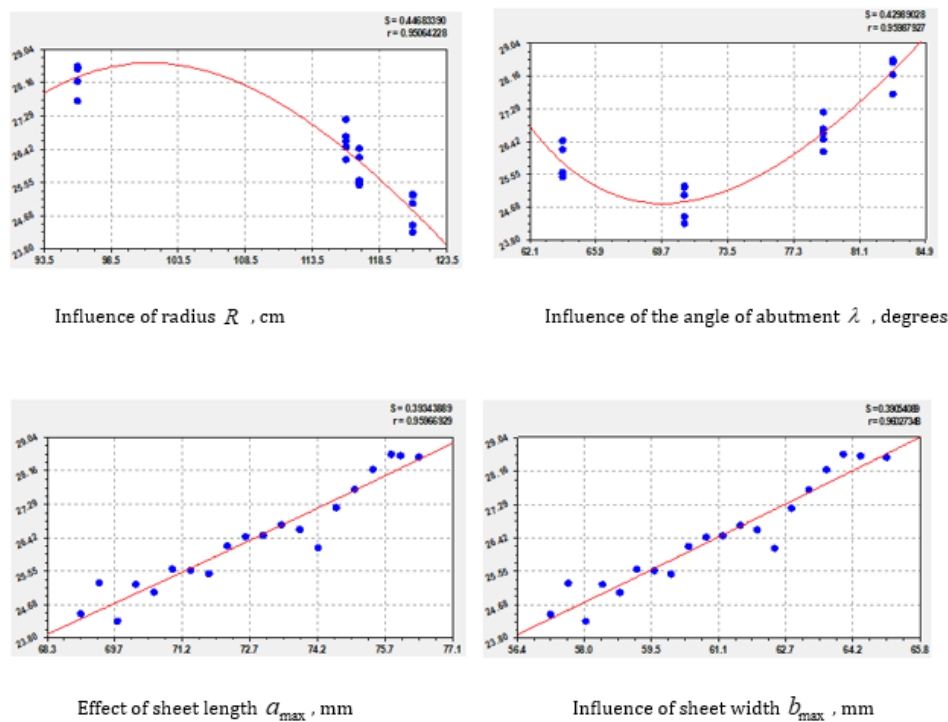 S = 0.44683390
r = 0.95064228
29.04
28.16
27.29
26.42
25.55
24.68
23.80
93.5 98.5 103.5 108.5 113.5 118.5 123.5
Influence of radius R , cm
S = 0.42989028
r = 0.95987927
29.04
28.16
27.29
26.42
25.55
24.68
23.80
62.1 65.9 69.7 73.5 77.3 81.1 84.9
Influence of the angle of abutment λ , degrees
S = 0.39343889
r = 0.95966929
29.04
28.16
27.29
26.42
25.55
24.68
23.80
68.3 69.7 71.2 72.7 74.2 75.7 77.1
Effect of sheet length a max , mm
S = 0.39054089
r = 0.96027348
29.04
28.16
27.29
26.42
25.55
24.68
23.80
56.4 58.0 59.5 61.1 62.7 64.2 65.8
Influence of sheet width b max , mm